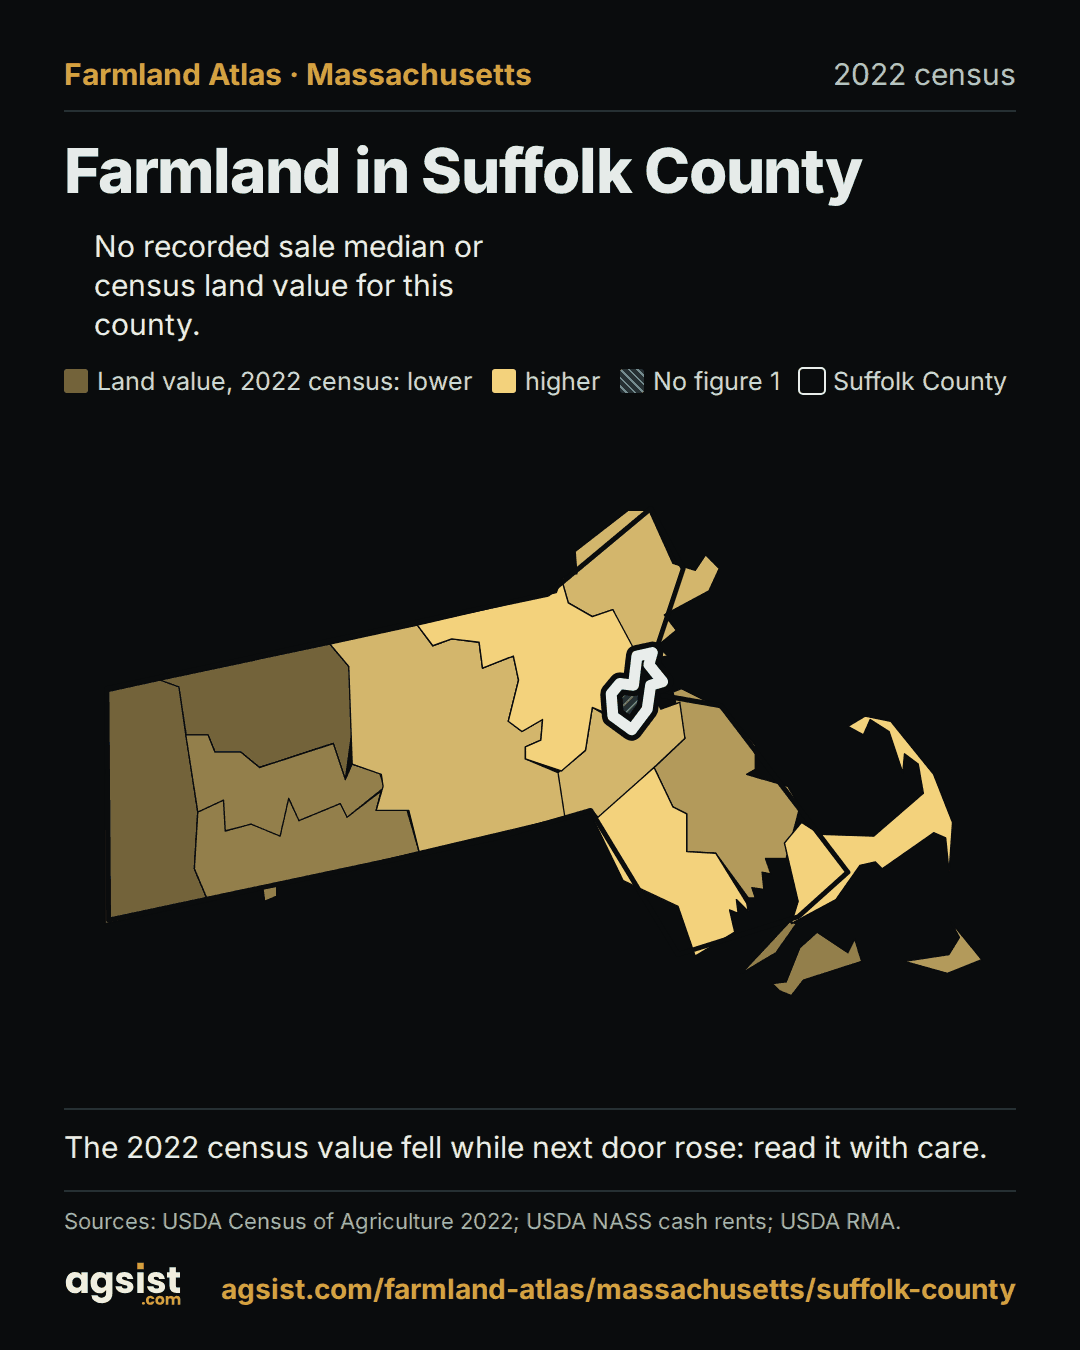 Farmland Atlas · Massachusetts
2022 census
Farmland in Suffolk County
No recorded sale median or
census land value for this
county.
Land value, 2022 census: lower
higher
No figure 1
Suffolk County
The 2022 census value fell while next door rose: read it with care.
Sources: USDA Census of Agriculture 2022; USDA NASS cash rents; USDA RMA.
agsist
.com
agsist.com/farmland-atlas/massachusetts/suffolk-county